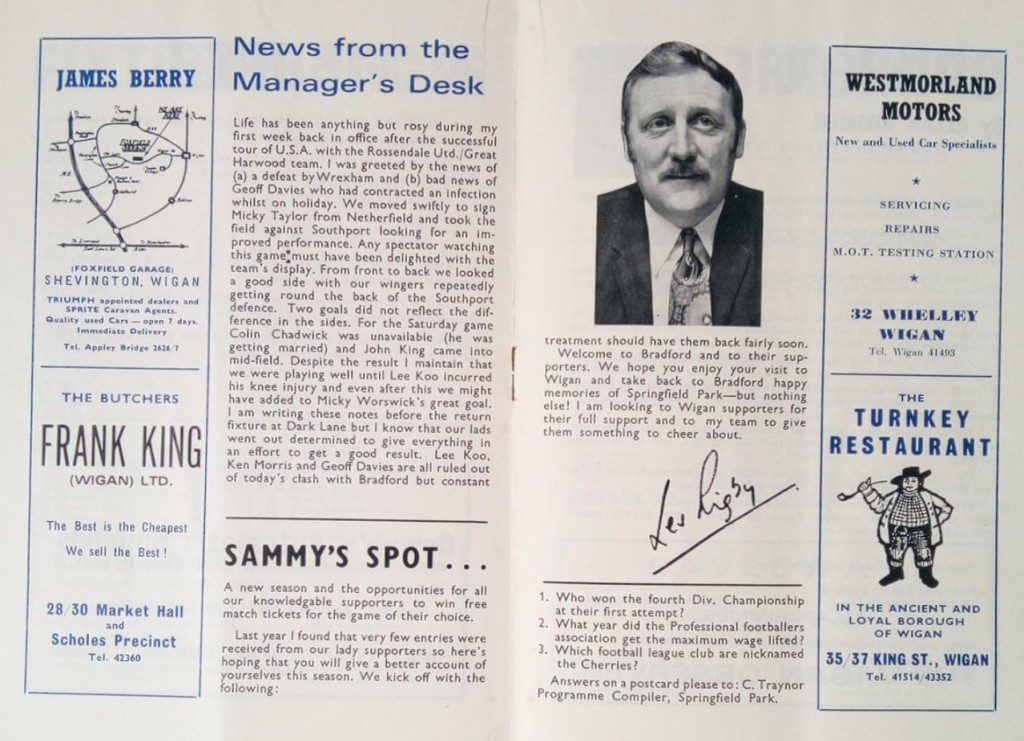 JAMES BERRY
(FOXFIELD GARAGE)
SHEVINGTON, WIGAN
TRIUMPH appointed dealers and
SPRITE Caravan Agents.
Quality used Cars — open 7 days.
Immediate Delivery
Tel. Appley Bridge 2626/7
THE BUTCHERS
FRANK KING
(WIGAN) LTD.
The Best is the Cheapest
We sell the Best!
28/30 Market Hall
and
Scholes Precinct
Tel. 42360
News from the
Manager's Desk
Life has been anything but rosy during my
first week back in office after the successful
tour of U.S.A. with the Rossendale Utd./Great
Harwood team. I was greeted by the news of
(a) a defeat by Wrexham and (b) bad news of
Geoff Davies who had contracted an infection
whilst on holiday. We moved swiftly to sign
Micky Taylor from Netherfield and took the
field against Southport looking for an im-
proved performance. Any spectator watching
this game must have been delighted with the
team's display. From front to back we looked
a good side with our wingers repeatedly
getting round the back of the Southport
defence. Two goals did not reflect the dif-
ference in the sides. For the Saturday game
Colin Chadwick was unavailable (he was
getting married) and John King came into
mid-field. Despite the result I maintain that
we were playing well until Lee Koo incurred
his knee injury and even after this we might
have added to Micky Worswick's great goal.
I am writing these notes before the return
fixture at Dark Lane but I know that our lads
went out determined to give everything in
an effort to get a good result. Lee Koo,
Ken Morris and Geoff Davies are all ruled out
of today's clash with Bradford but constant
SAMMY'S SPOT...
A new season and the opportunities for all
our knowledgable supporters to win free
match tickets for the game of their choice.
Last year I found that very few entries were
received from our lady supporters so here's
hoping that you will give a better account of
yourselves this season. We kick off with the
following:
treatment should have them back fairly soon.
Welcome to Bradford and to their sup-
porters. We hope you enjoy your visit to
Wigan and take back to Bradford happy
memories of Springfield Park—but nothing
else! I am looking to Wigan supporters for
their full support and to my team to give
them something to cheer about.
Les Rigby
1. Who won the fourth Div. Championship
at their first attempt?
2. What year did the Professional footballers
association get the maximum wage lifted?
3. Which football league club are nicknamed
the Cherries?
Answers on a postcard please to: C. Traynor
Programme Compiler, Springfield Park.
WESTMORLAND
MOTORS
New and Used Car Specialists
SERVICING
REPAIRS
M.O.T. TESTING STATION
32 WHELLEY
WIGAN
Tel. Wigan 41493
THE
TURNKEY
RESTAURANT
IN THE ANCIENT AND
LOYAL BOROUGH
OF WIGAN
35/37 KING ST., WIGAN
Tel. 41514/43352